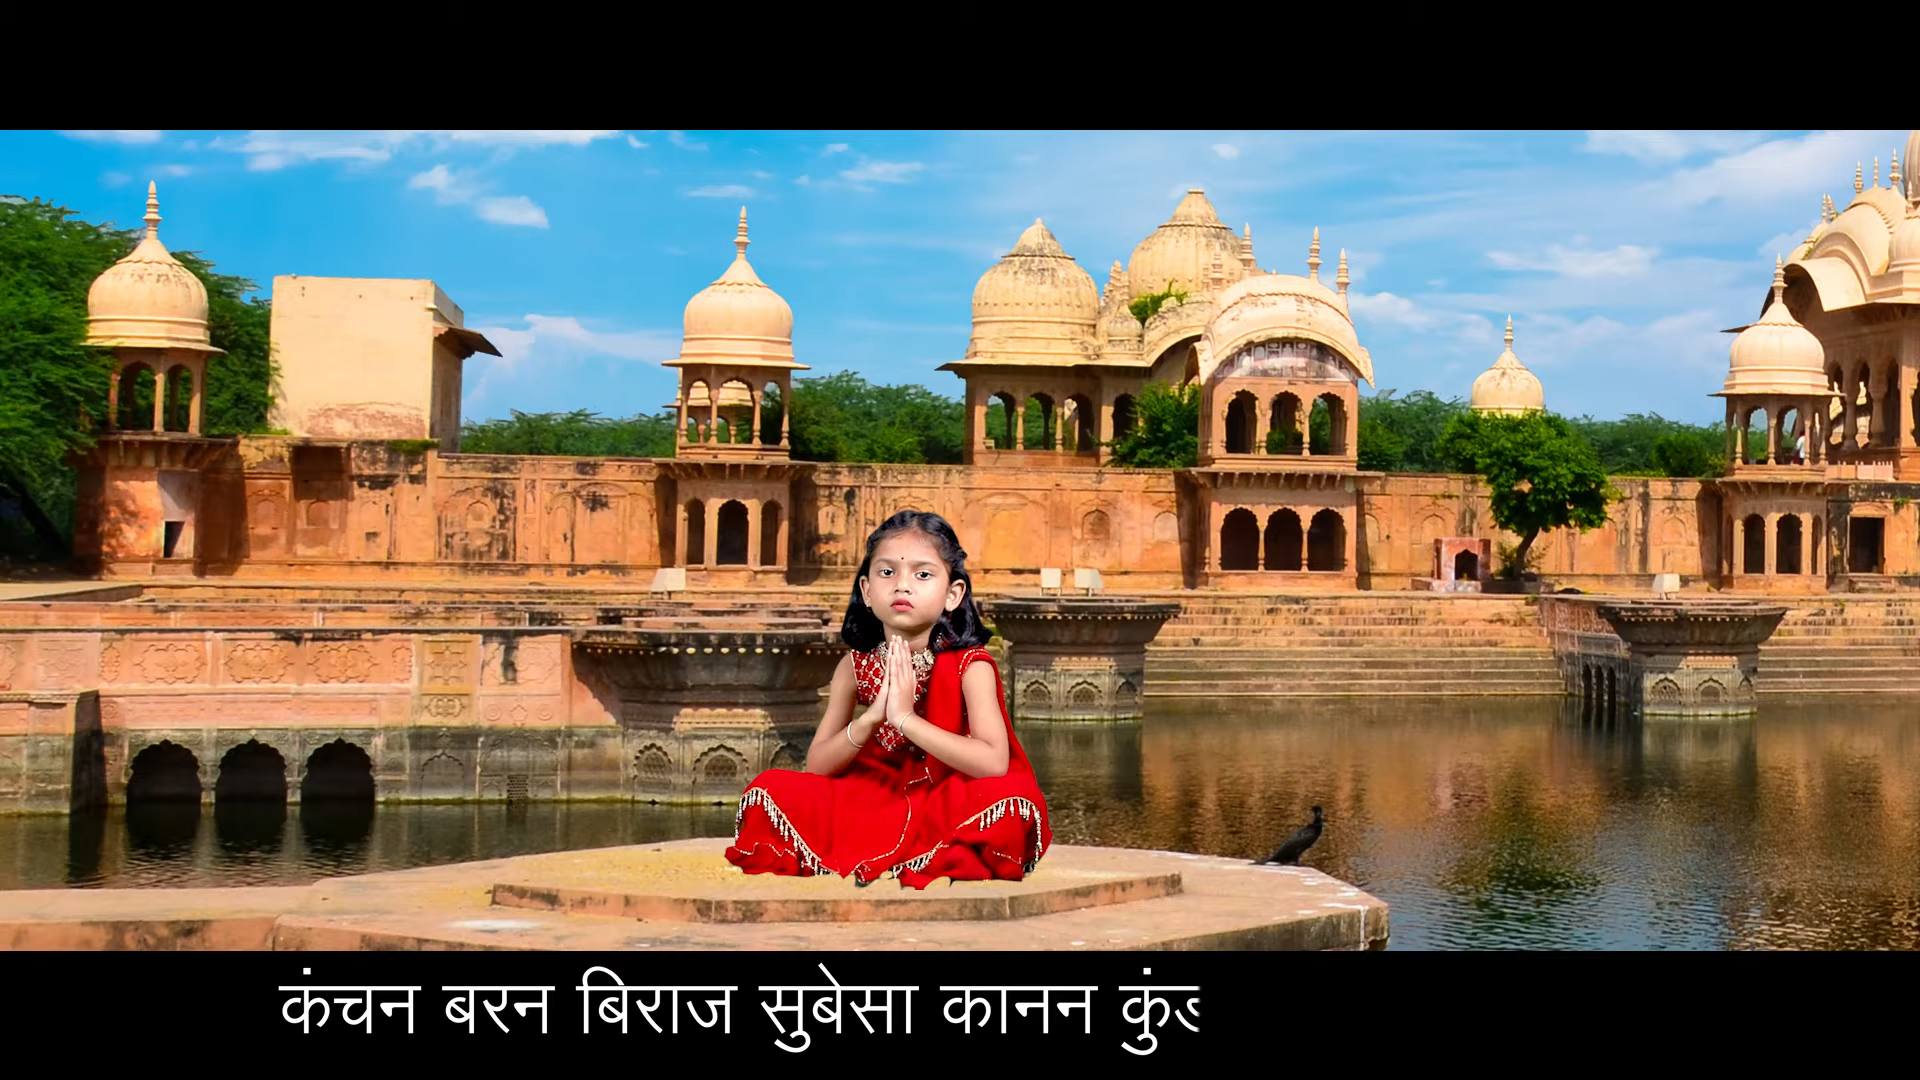 कंचन बरन बिराज सुबेसा कानन